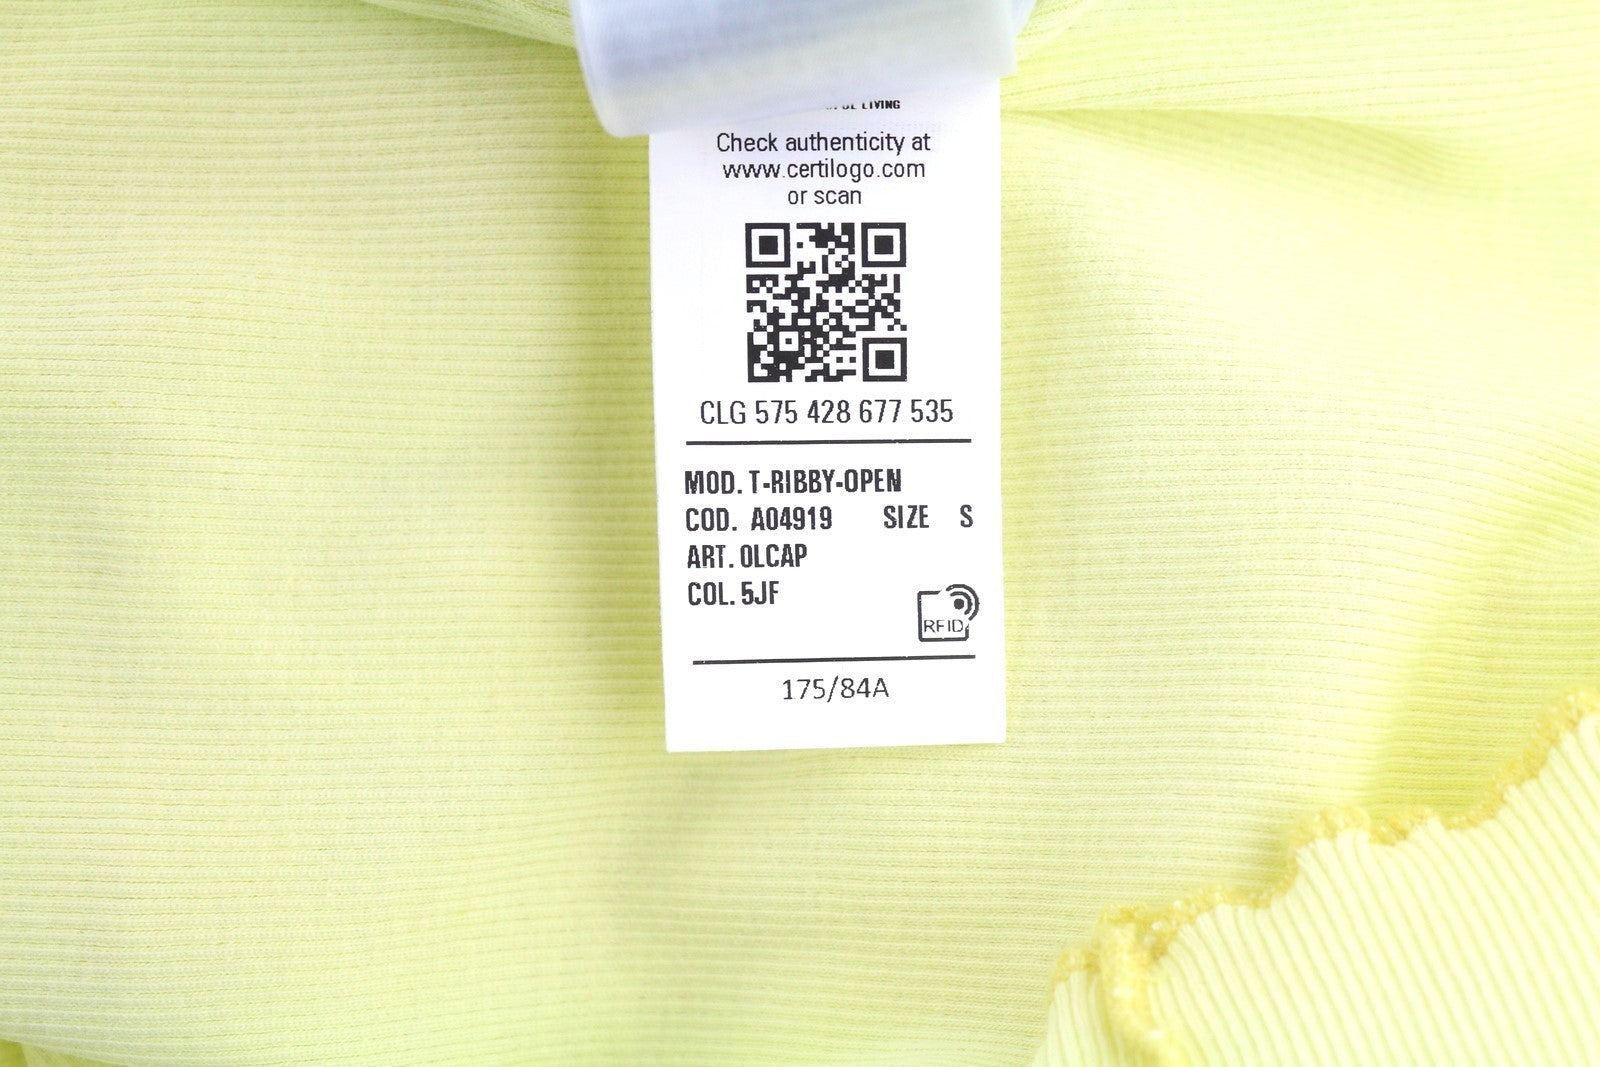 LIVING
Check authenticity at
www.certilogo.com
or scan
CLG 575 428 677 535
MOD. T-RIBBY-OPEN
COD. A04919 SIZE S
ART. 0LCAP
COL. 5JF
RFID
175/84A